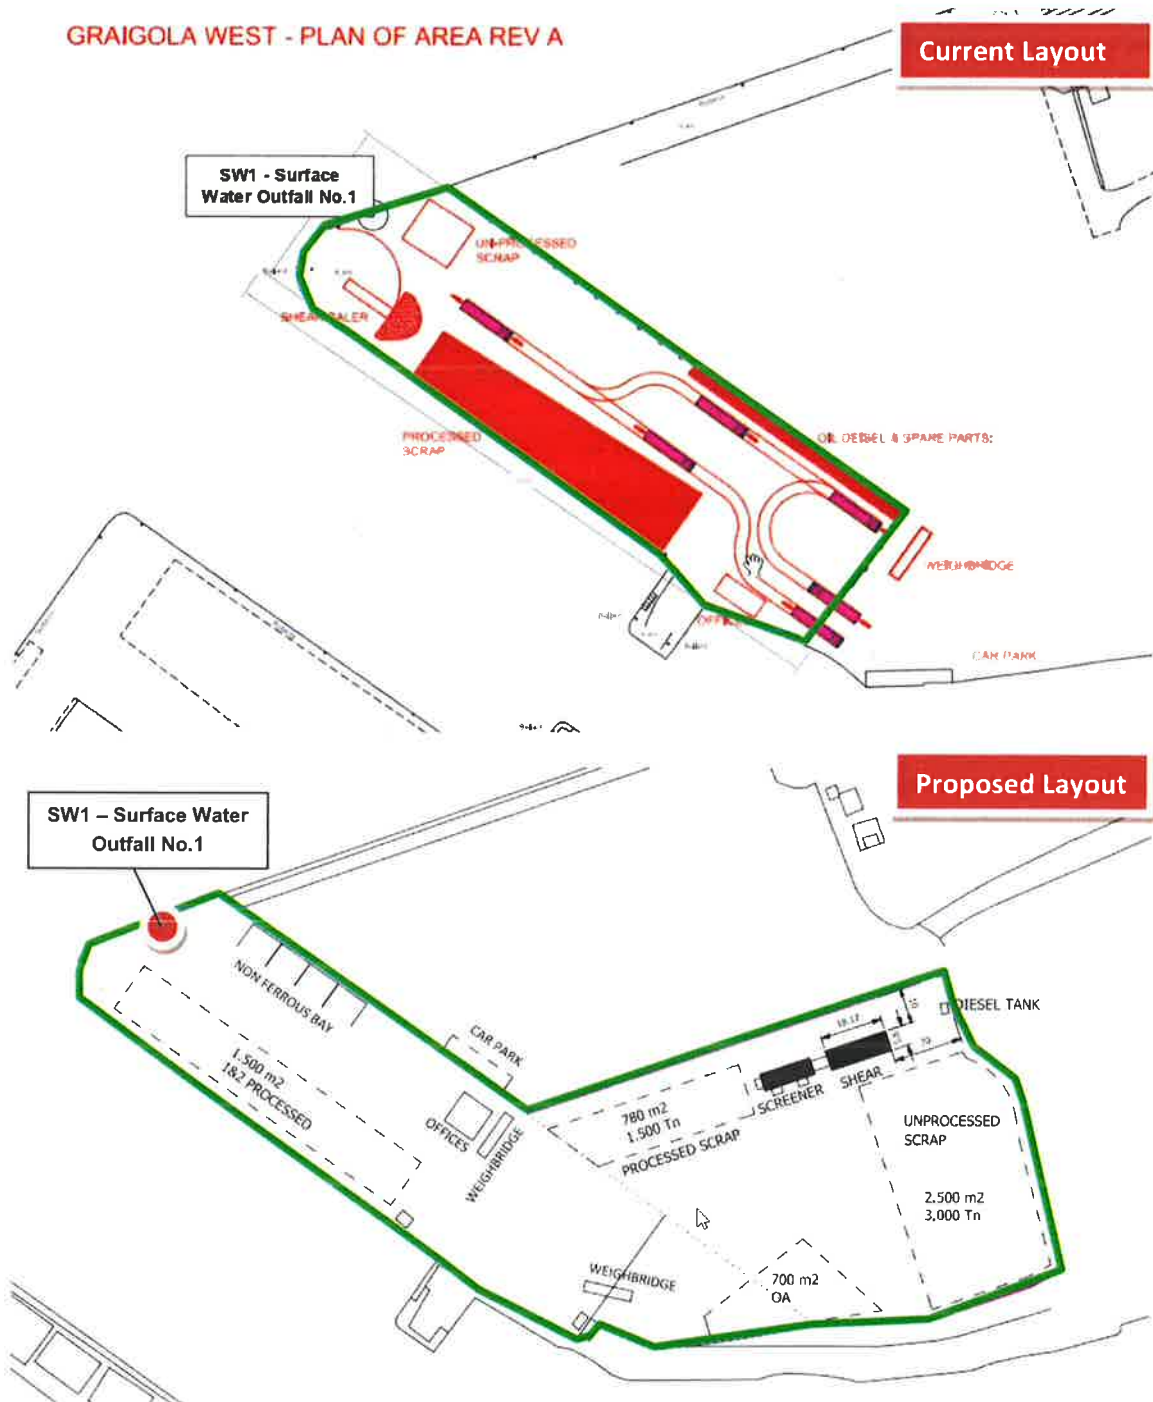 GRAIGOLA WEST - PLAN OF AREA REV A
Current Layout
SW1 - Surface
Water Outfall No.1
UN-PROCESSED
SCRAP
SHEAR BALER
PROCESSED
SCRAP
OIL DEISEL & SPARE PARTS:
WEIGHBRIDGE
OFFICE
CAR PARK
Proposed Layout
SW1 – Surface Water
Outfall No.1
NON FERROUS BAY
CAR PARK
DIESEL TANK
1.500 m2
1&2 PROCESSED
OFFICES
WEIGHBRIDGE
780 m2
1.500 Tn
PROCESSED SCRAP
SCREENER
SHEAR
UNPROCESSED
SCRAP
2.500 m2
3,000 Tn
WEIGHBRIDGE
700 m2
OA